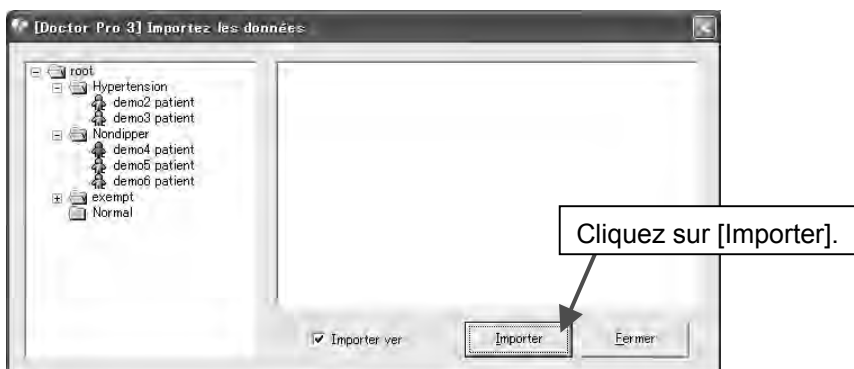 [Doctor Pro 3] Importez les données
root
Hypertension
demo2 patient
demo3 patient
Nondipper
demo4 patient
demo5 patient
demo6 patient
exempt
Normal
Cliquez sur [Importer].
Importer ver
Importer
Fermer